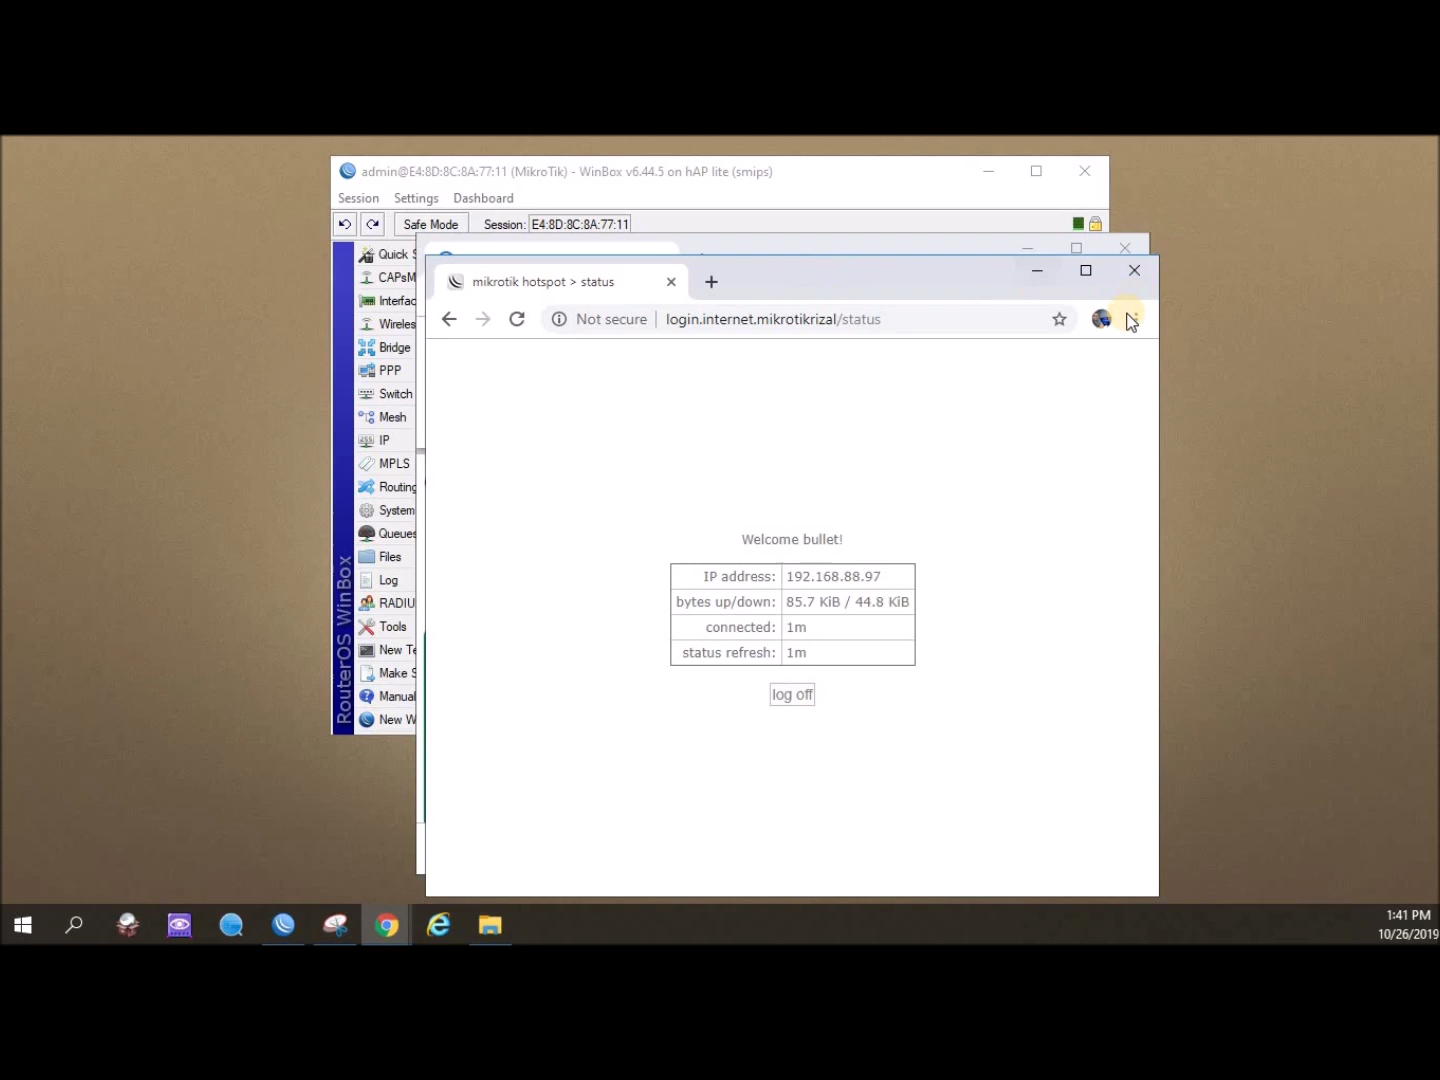 admin@E4:8D:8C:8A:77:11 (MikroTik) - WinBox v6.44.5 on hAP lite (smips)
Session Settings Dashboard
Safe Mode Session: E4:8D:8C:8A:77:11
Quick
CAPsM
Interfac
Wireles
Bridge
PPP
Switch
Mesh
IP
MPLS
Routing
System
Queues
Files
Log
RADIU
Tools
New Te
Make S
Manual
New W
RouterOS WinBox
mikrotik hotspot > status
Not secure login.internet.mikrotikrizal/status
Welcome bullet!
IP address: 192.168.88.97
bytes up/down: 85.7 KiB / 44.8 KiB
connected: 1m
status refresh: 1m
log off
1:41 PM
10/26/2019